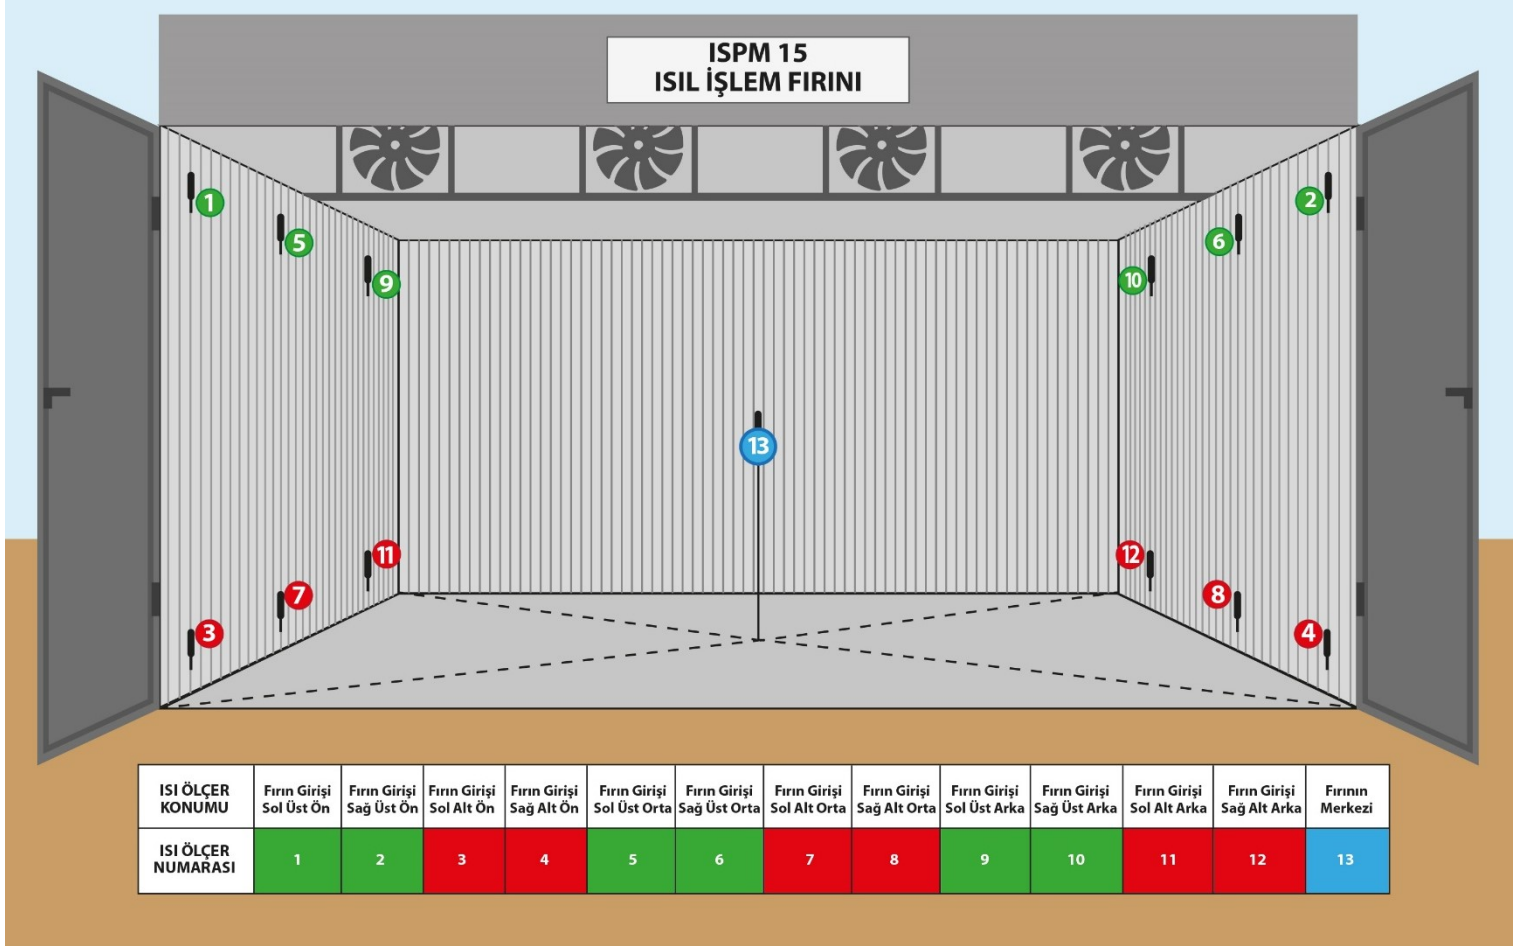 ISPM 15
ISIL İŞLEM FIRINI
1
2
5
6
9
10
13
11
12
7
8
3
4
ISI ÖLÇER KONUMU
Fırın Girişi Sol Üst Ön
Fırın Girişi Sağ Üst Ön
Fırın Girişi Sol Alt Ön
Fırın Girişi Sağ Alt Ön
Fırın Girişi Sol Üst Orta
Fırın Girişi Sağ Üst Orta
Fırın Girişi Sol Alt Orta
Fırın Girişi Sağ Alt Orta
Fırın Girişi Sol Üst Arka
Fırın Girişi Sağ Üst Arka
Fırın Girişi Sol Alt Arka
Fırın Girişi Sağ Alt Arka
Fırının Merkezi
ISI ÖLÇER NUMARASI
1
2
3
4
5
6
7
8
9
10
11
12
13